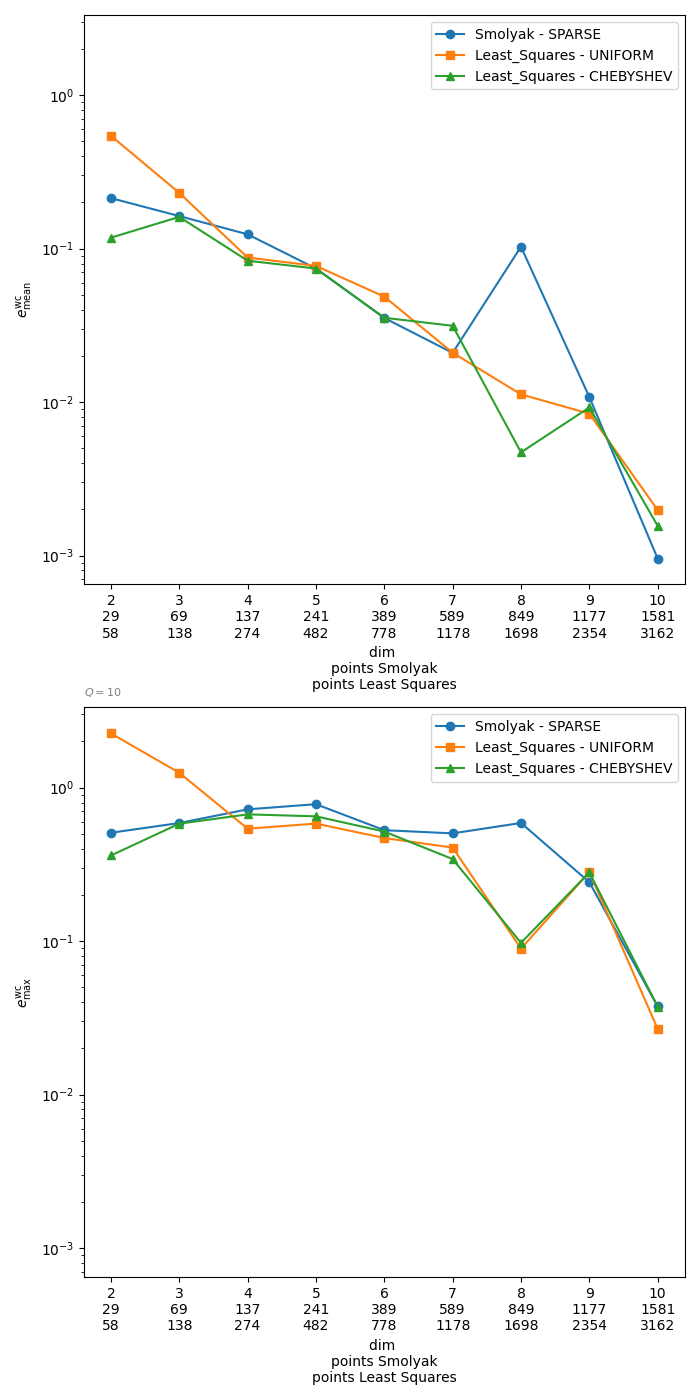 Smolyak - SPARSE
Least_Squares - UNIFORM
Least_Squares - CHEBYSHEV
10^0
10^-1
10^-2
10^-3
e^wc_mean
2 3 4 5 6 7 8 9 10
29 69 137 241 389 589 849 1177 1581
58 138 274 482 778 1178 1698 2354 3162
dim
points Smolyak
points Least Squares
Q = 10
Smolyak - SPARSE
Least_Squares - UNIFORM
Least_Squares - CHEBYSHEV
10^0
10^-1
10^-2
10^-3
e^wc_max
2 3 4 5 6 7 8 9 10
29 69 137 241 389 589 849 1177 1581
58 138 274 482 778 1178 1698 2354 3162
dim
points Smolyak
points Least Squares